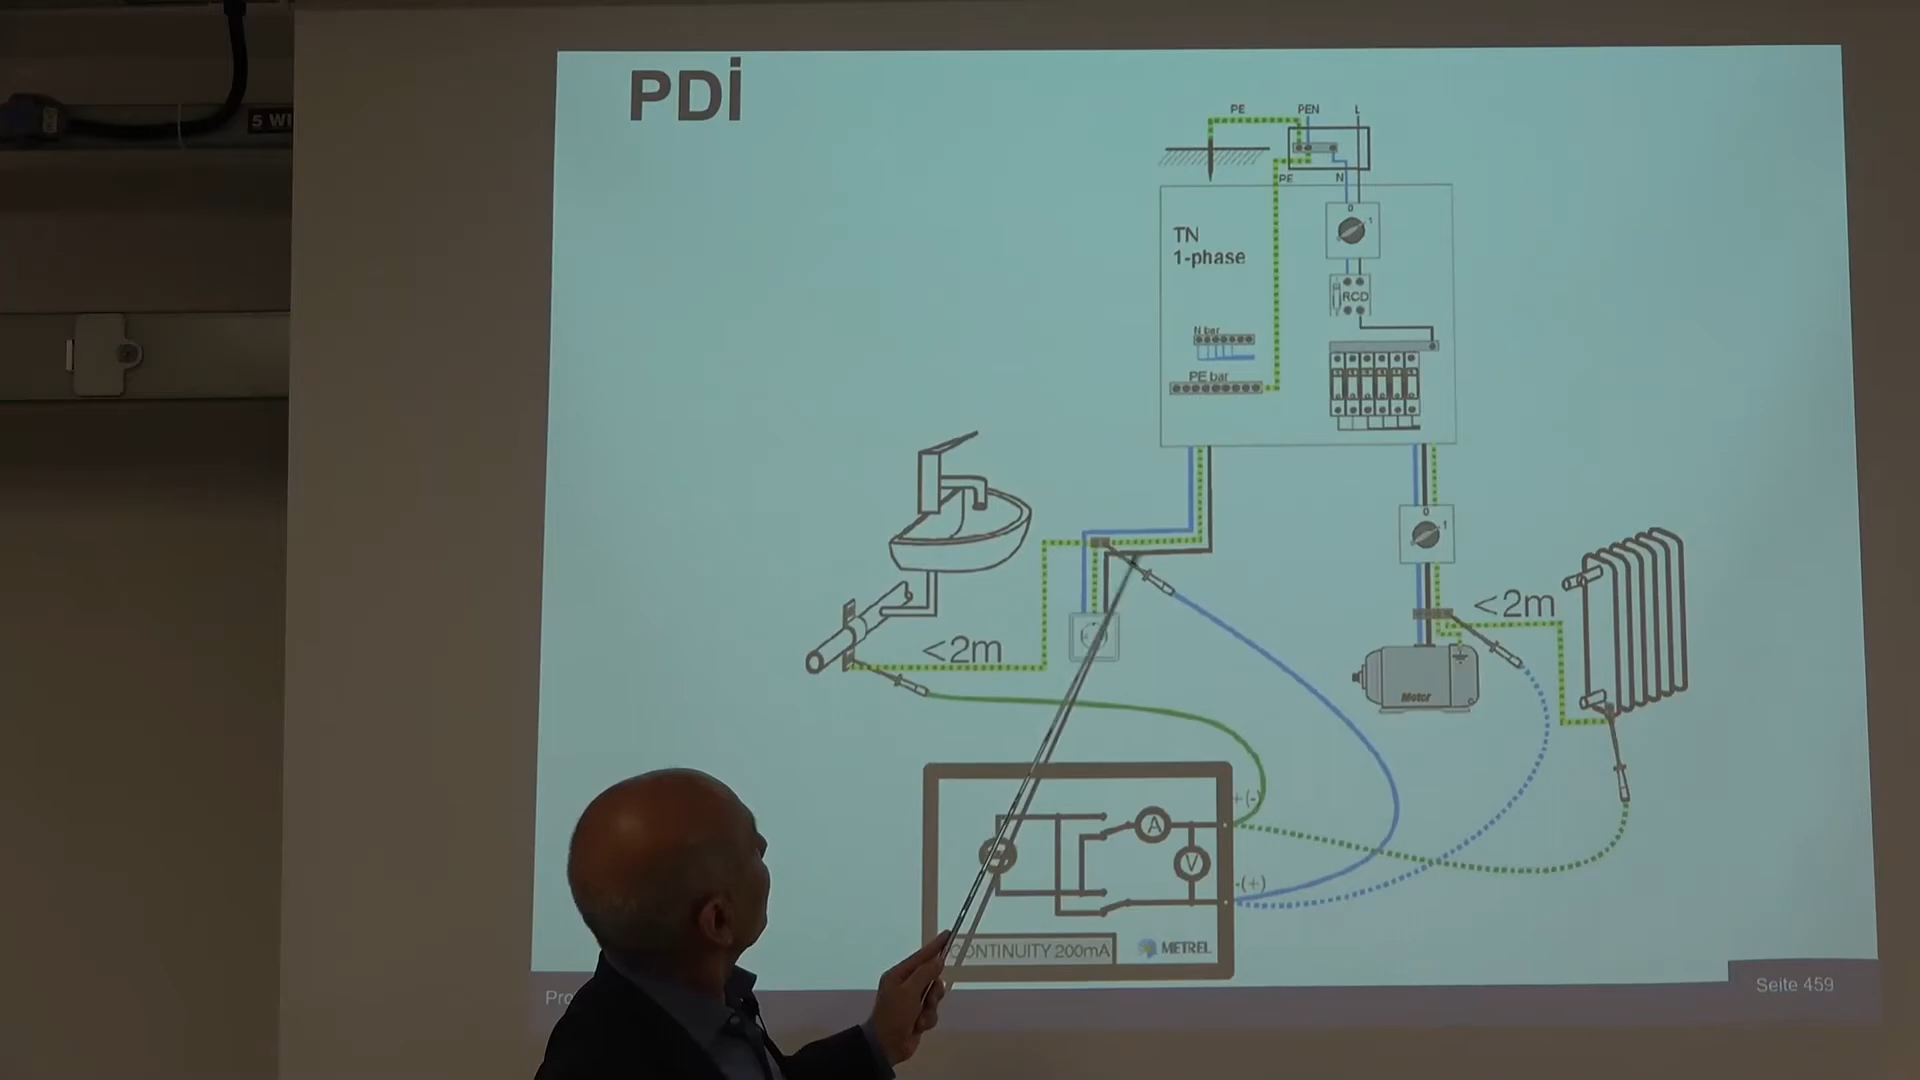 5 WI
PDİ
PE
PEN
L
PE
N
0
1
TN
1-phase
RCD
N bar
PE bar
0
1
<2m
<2m
Motor
+(-)
A
V
-(+)
CONTINUITY 200mA
METREL
Seite 459